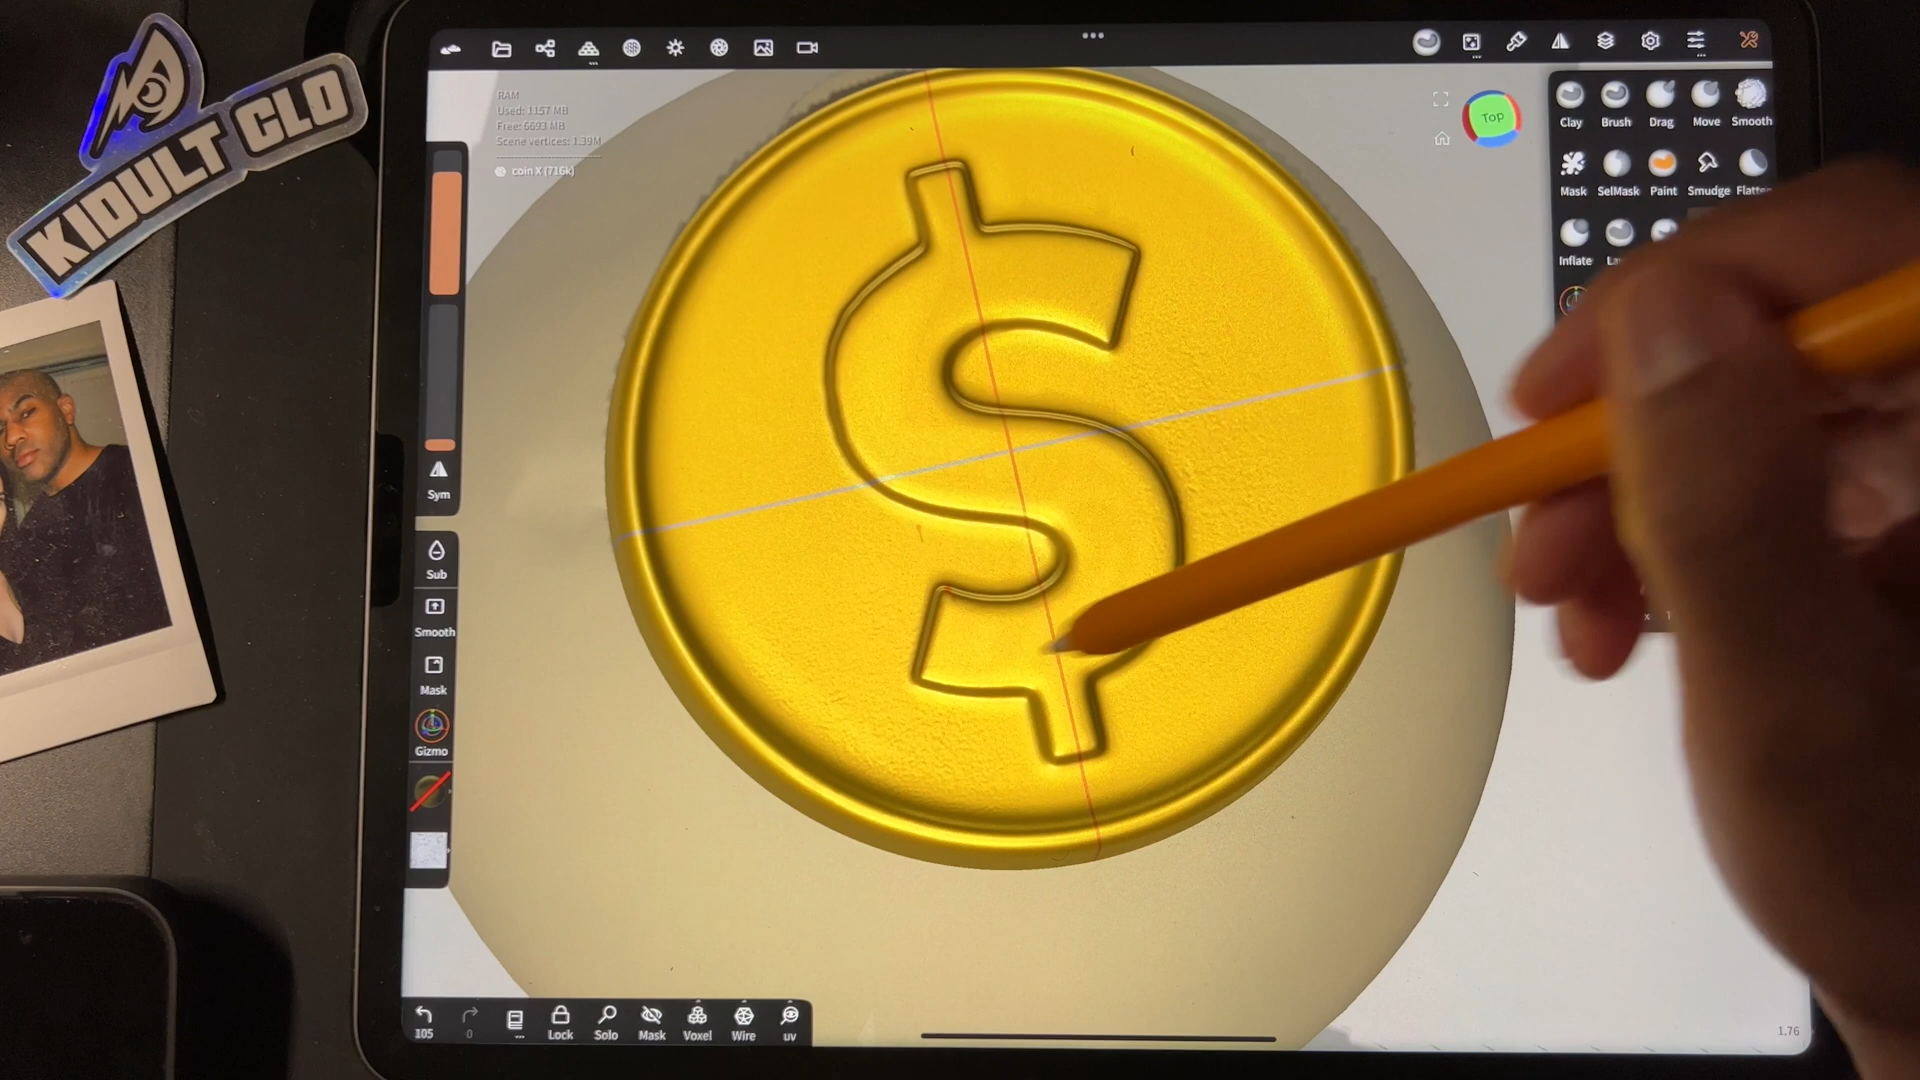 KIDULT CLO
RAM
Used: 1157 MB
Free: 6693 MB
Scene vertices: 1.39M
coin X (716k)
Top
Clay Brush Drag Move Smooth
Mask SelMask Paint Smudge
Inflate
Sym
Sub
Smooth
Mask
Gizmo
$
105 0 Lock Solo Mask Voxel Wire uv
1.76